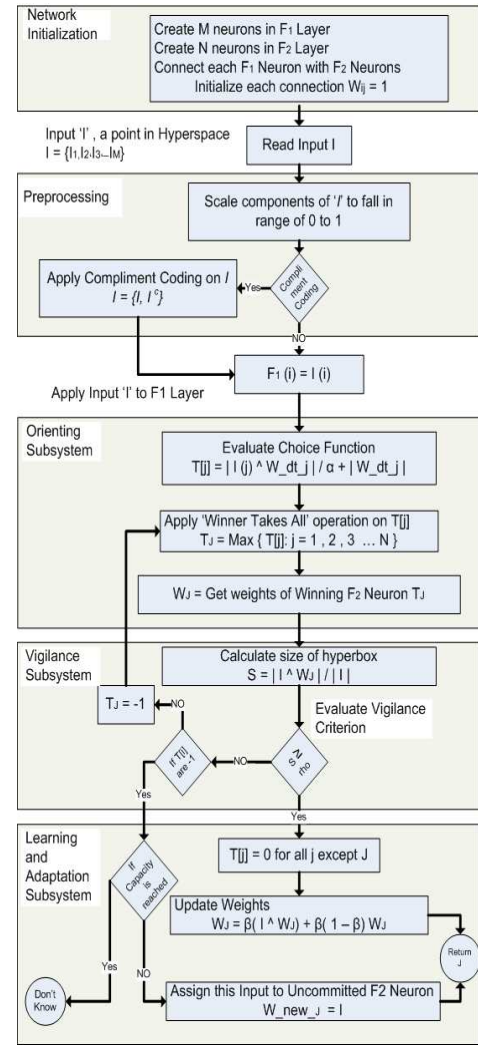 Network
Initialization
Create M neurons in F1 Layer
Create N neurons in F2 Layer
Connect each F1 Neuron with F2 Neurons
Initialize each connection Wij = 1
Input 'I' , a point in Hyperspace
I = {I1,I2,I3,...IM}
Read Input I
Preprocessing
Scale components of 'I' to fall in
range of 0 to 1
Apply Compliment Coding on I
I = {I, I c}
Yes
Compli
ment
Coding
NO
F1 (i) = I (i)
Apply Input 'I' to F1 Layer
Orienting
Subsystem
Evaluate Choice Function
T[j] = | I (j) ^ W_dt_j | / α + | W_dt_j |
Apply 'Winner Takes All' operation on T[j]
TJ = Max { T[j]: j = 1 , 2 , 3 ... N }
WJ = Get weights of Winning F2 Neuron TJ
Vigilance
Subsystem
Calculate size of hyperbox
S = | I ^ WJ | / | I |
TJ = -1
NO
Evaluate Vigilance
Criterion
If T[j]
are -1
NO
S ≥
rho
Yes
Yes
Learning
and
Adaptation
Subsystem
If
Capacity
is
reached
T[j] = 0 for all j except J
Update Weights
WJ = β( I ^ WJ) + β( 1 – β) WJ
Return
J
Yes
NO
Don't
Know
Assign this Input to Uncommitted F2 Neuron
W_new_J = I